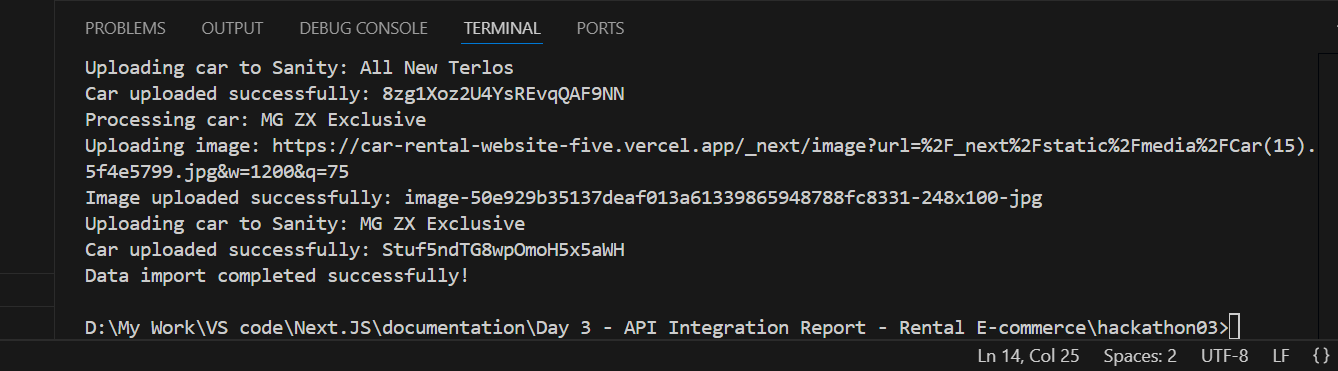 PROBLEMS OUTPUT DEBUG CONSOLE TERMINAL PORTS
Uploading car to Sanity: All New Terlos
Car uploaded successfully: 8zg1Xoz2U4YsREvqQAF9NN
Processing car: MG ZX Exclusive
Uploading image: https://car-rental-website-five.vercel.app/_next/image?url=%2F_next%2Fstatic%2Fmedia%2FCar(15).
5f4e5799.jpg&w=1200&q=75
Image uploaded successfully: image-50e929b35137deaf013a61339865948788fc8331-248x100-jpg
Uploading car to Sanity: MG ZX Exclusive
Car uploaded successfully: Stuf5ndTG8wpOmoH5x5aWH
Data import completed successfully!
D:\My Work\VS code\Next.JS\documentation\Day 3 - API Integration Report - Rental E-commerce\hackathon03>
Ln 14, Col 25 Spaces: 2 UTF-8 LF {}